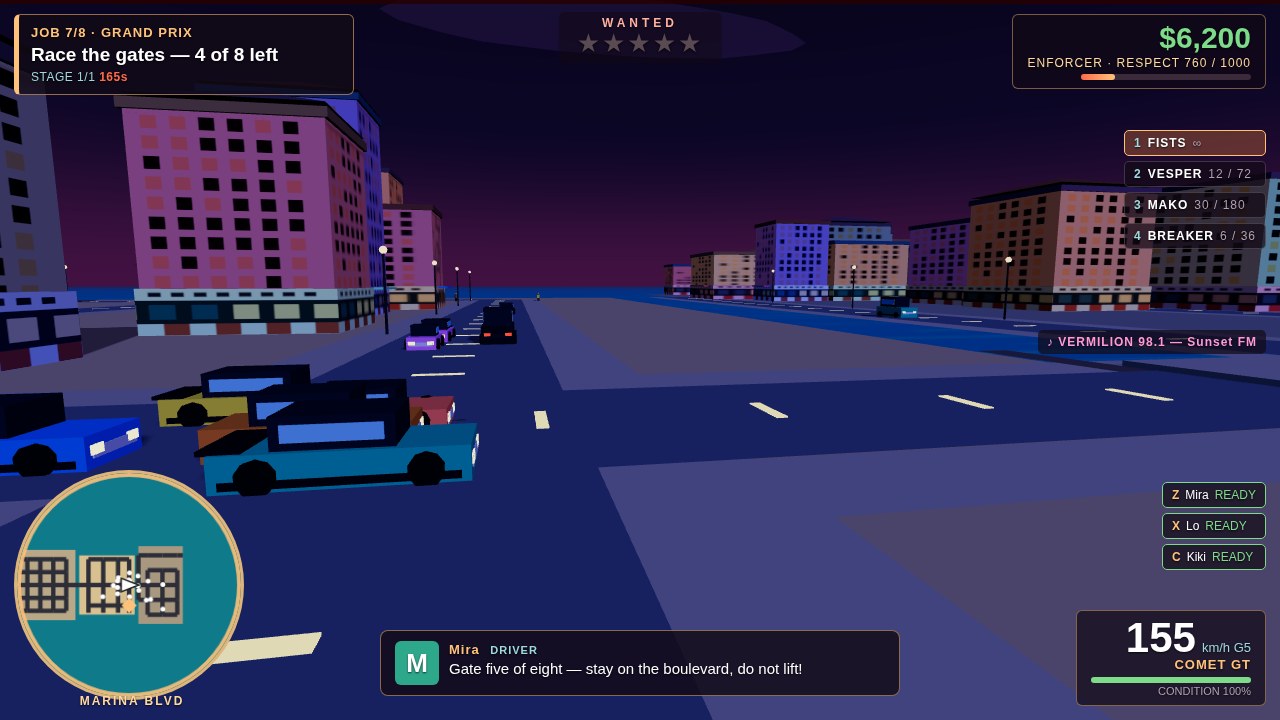 JOB 7/8 · GRAND PRIX
Race the gates — 4 of 8 left
STAGE 1/1 165s
WANTED
★★★★★
$6,200
ENFORCER · RESPECT 760 / 1000
1 FISTS ∞
2 VESPER 12 / 72
3 MAKO 30 / 180
4 BREAKER 6 / 36
♪ VERMILION 98.1 — Sunset FM
Z Mira READY
X Lo READY
C Kiki READY
M
Mira DRIVER
Gate five of eight — stay on the boulevard, do not lift!
155 km/h G5
COMET GT
CONDITION 100%
MARINA BLVD